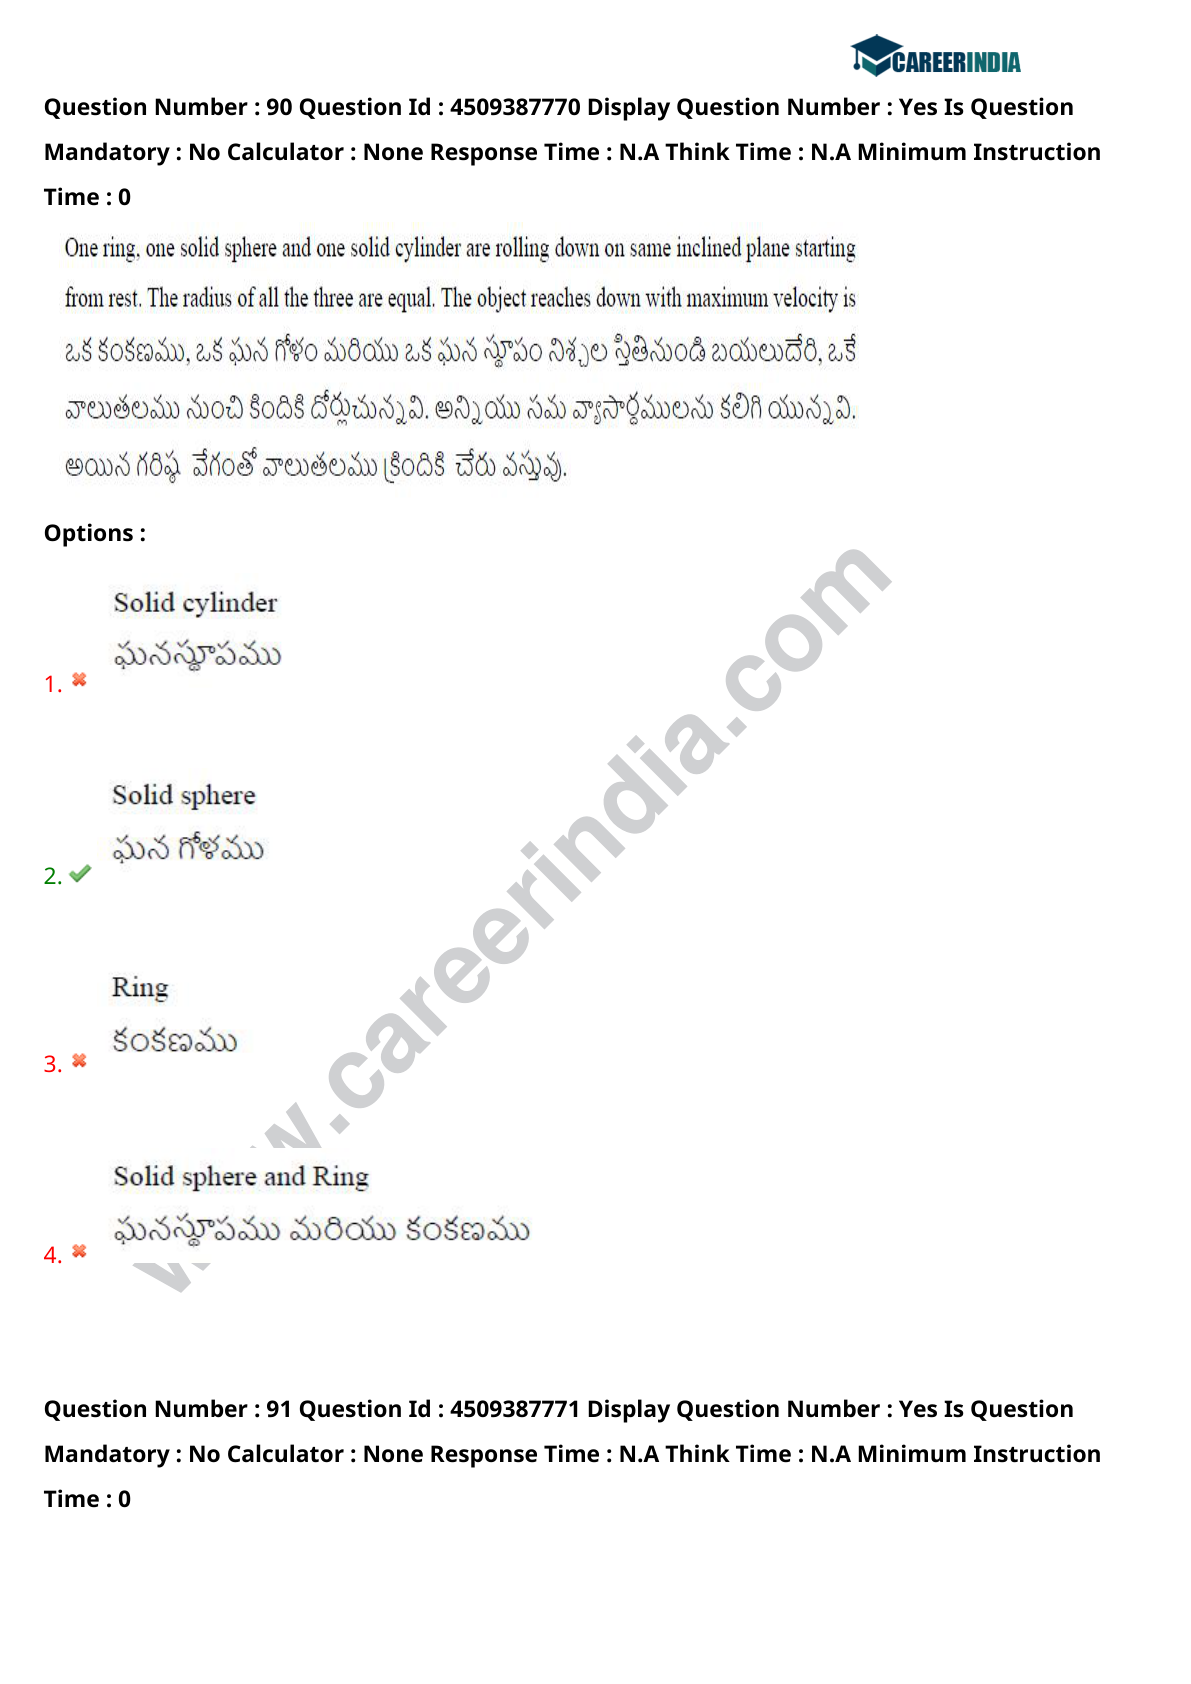 CAREERINDIA
Question Number : 90 Question Id : 4509387770 Display Question Number : Yes Is Question
Mandatory : No Calculator : None Response Time : N.A Think Time : N.A Minimum Instruction
Time : 0
One ring, one solid sphere and one solid cylinder are rolling down on same inclined plane starting
from rest. The radius of all the three are equal. The object reaches down with maximum velocity is
ఒక కంకణము, ఒక ఘన గోళం మరియు ఒక ఘన స్థూపం నిశ్చల స్తితినుండి బయలుదేరి, ఒకే
వాలుతలము నుంచి కిందికి దోర్లుచున్నవి. అన్నియు సమ వ్యాసార్దములను కలిగి యున్నవి.
అయిన గరిష్ఠ వేగంతో వాలుతలము క్రిందికి చేరు వస్తువు.
Options :
Solid cylinder
ఘనస్థూపము
1.
Solid sphere
ఘన గోళము
2.
Ring
కంకణము
3.
Solid sphere and Ring
ఘనస్థూపము మరియు కంకణము
4.
www.careerindia.com
Question Number : 91 Question Id : 4509387771 Display Question Number : Yes Is Question
Mandatory : No Calculator : None Response Time : N.A Think Time : N.A Minimum Instruction
Time : 0